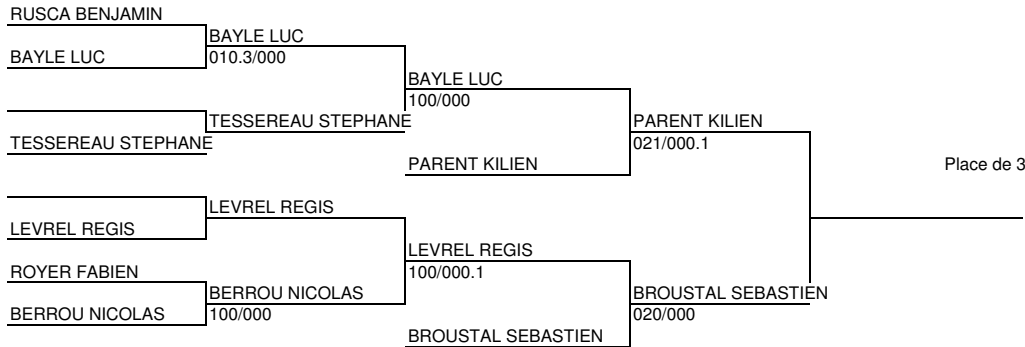 RUSCA BENJAMIN
BAYLE LUC
BAYLE LUC
010.3/000
BAYLE LUC
100/000
TESSEREAU STEPHANE
TESSEREAU STEPHANE
PARENT KILIEN
021/000.1
PARENT KILIEN
Place de 3
LEVREL REGIS
LEVREL REGIS
LEVREL REGIS
100/000.1
ROYER FABIEN
BERROU NICOLAS
100/000
BERROU NICOLAS
BROUSTAL SEBASTIEN
020/000
BROUSTAL SEBASTIEN